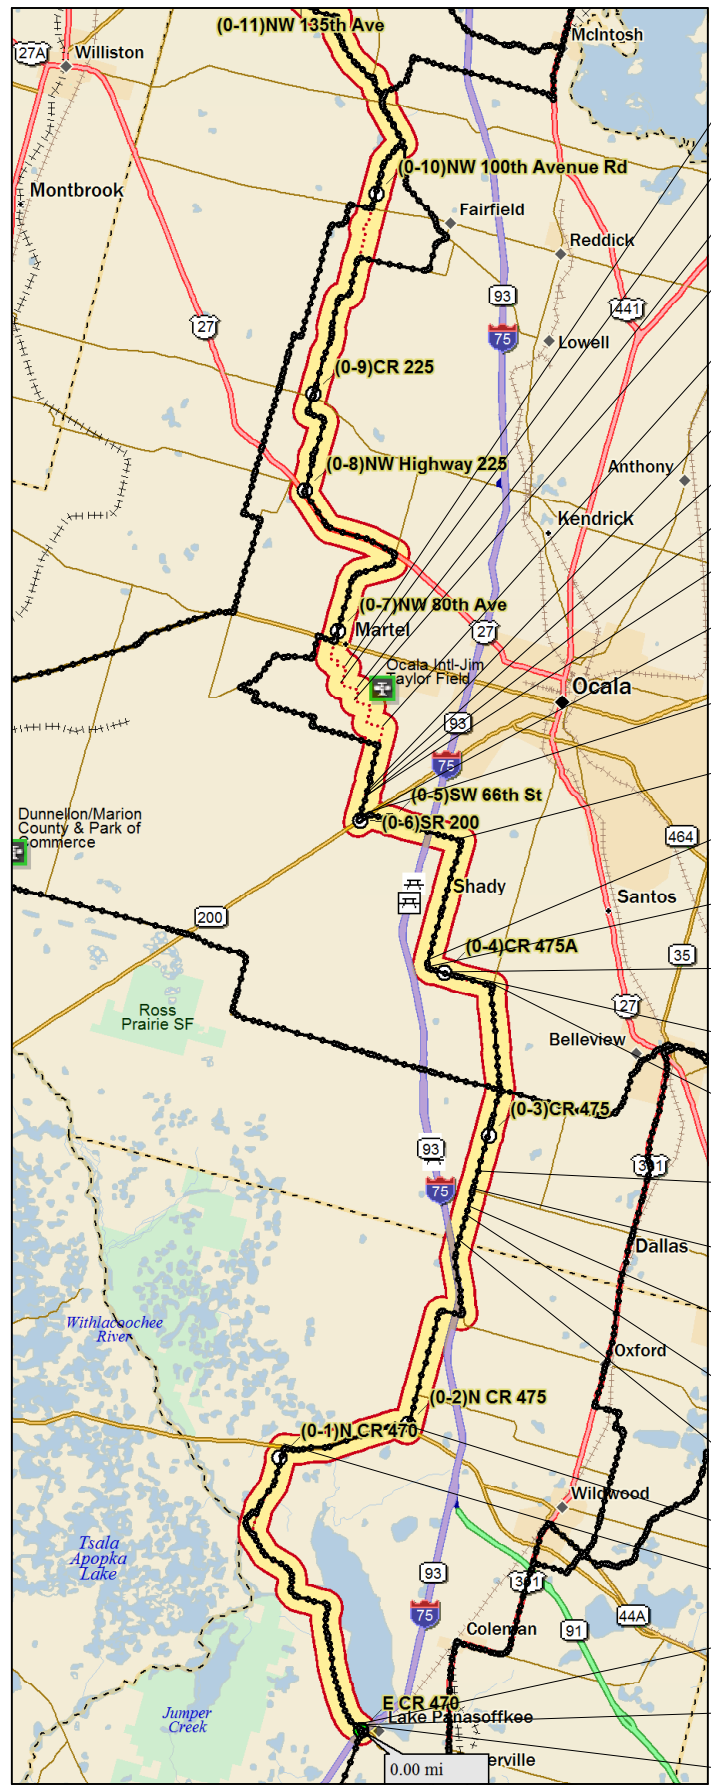 (0-11)NW 135th Ave
McIntosh
27A
Williston
(0-10)NW 100th Avenue Rd
Montbrook
Fairfield
Reddick
93
441
27
75
Lowell
(0-9)CR 225
(0-8)NW Highway 225
Anthony
Kendrick
(0-7)NW 80th Ave
Martel
27
Ocala Intl-Jim
Taylor Field
Ocala
93
75
(0-5)SW 66th St
Dunnellon/Marion
County & Park of
Commerce
(0-6)SR 200
464
Shady
Santos
200
(0-4)CR 475A
35
Ross
Prairie SF
27
Belleview
(0-3)CR 475
93
301
75
Dallas
Withlacoochee
River
Oxford
(0-2)N CR 475
(0-1)N CR 470
Wildwood
Tsala
Apopka
Lake
93
301
75
44A
Coleman
91
E CR 470
Jumper
Creek
Lake Panasoffkee
erville
0.00 mi